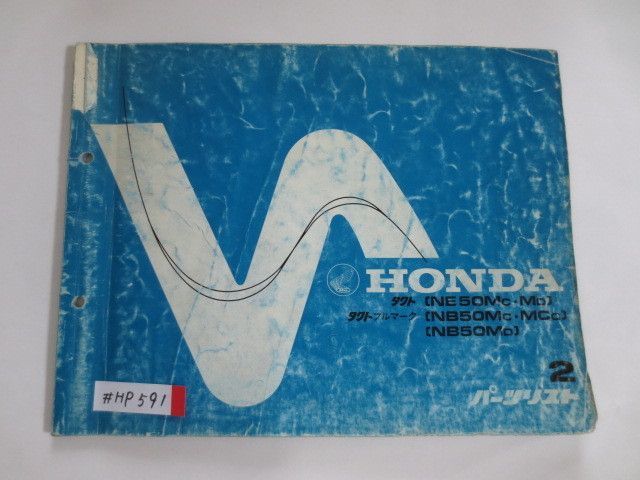 HONDA
タクト [NE50MC・MD]
タクトフルマーク [NB50MC・MCC]
[NB50MD]
2
パーツリスト
#HP591